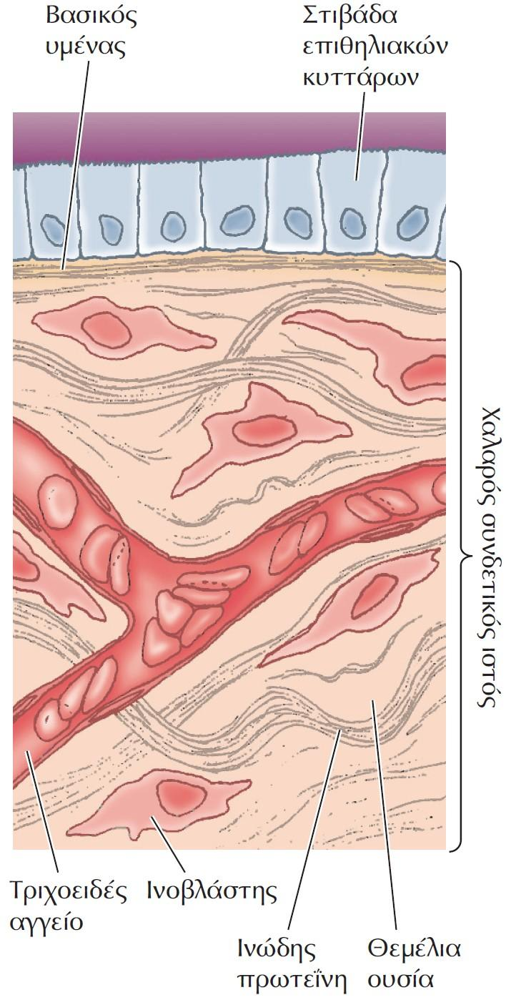 Βασικός
υμένας
Στιβάδα
επιθηλιακών
κυττάρων
Χαλαρός συνδετικός ιστός
Τριχοειδές
αγγείο
Ινοβλάστης
Ινώδης
πρωτεΐνη
Θεμέλια
ουσία